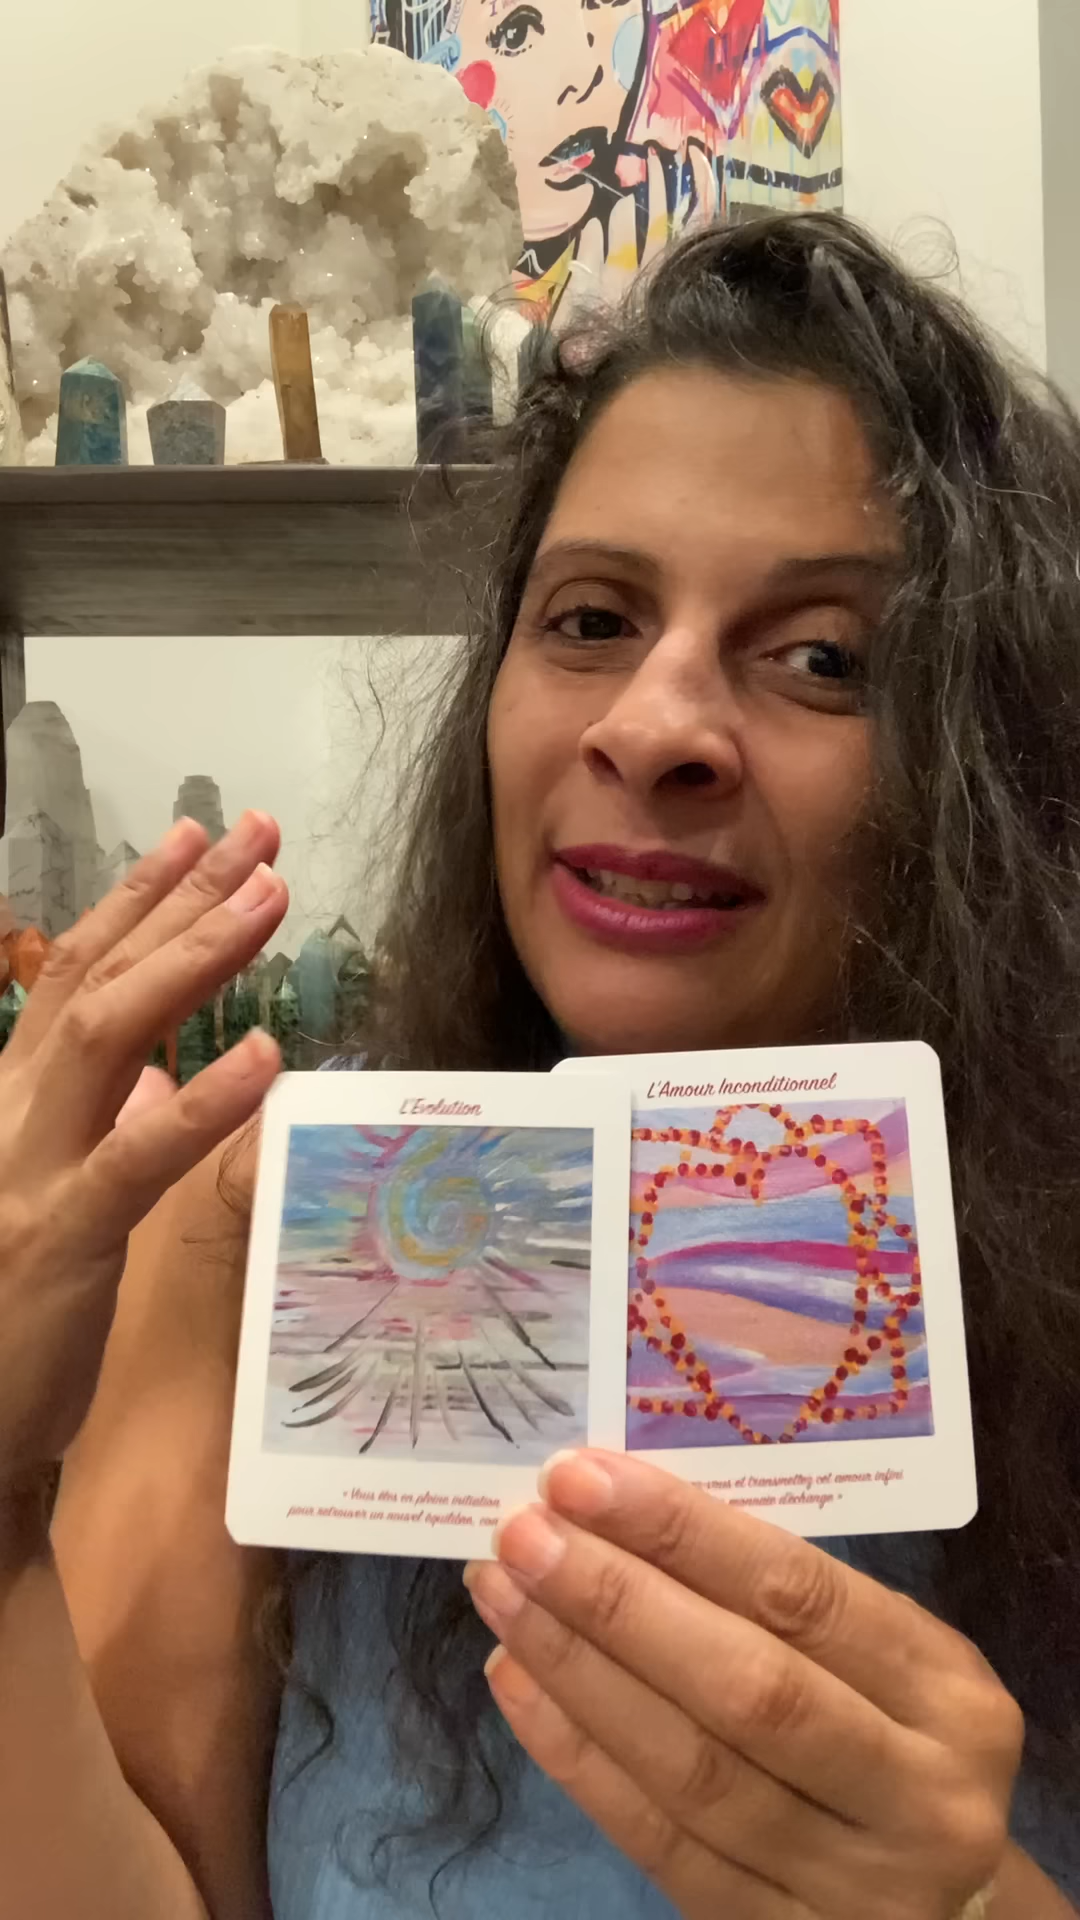 L'Evolution
« Vous êtes en pleine initiation
pour retrouver un nouvel équilibre,
L'Amour Inconditionnel
et transmettez cet amour infini
monnaie d'échange »